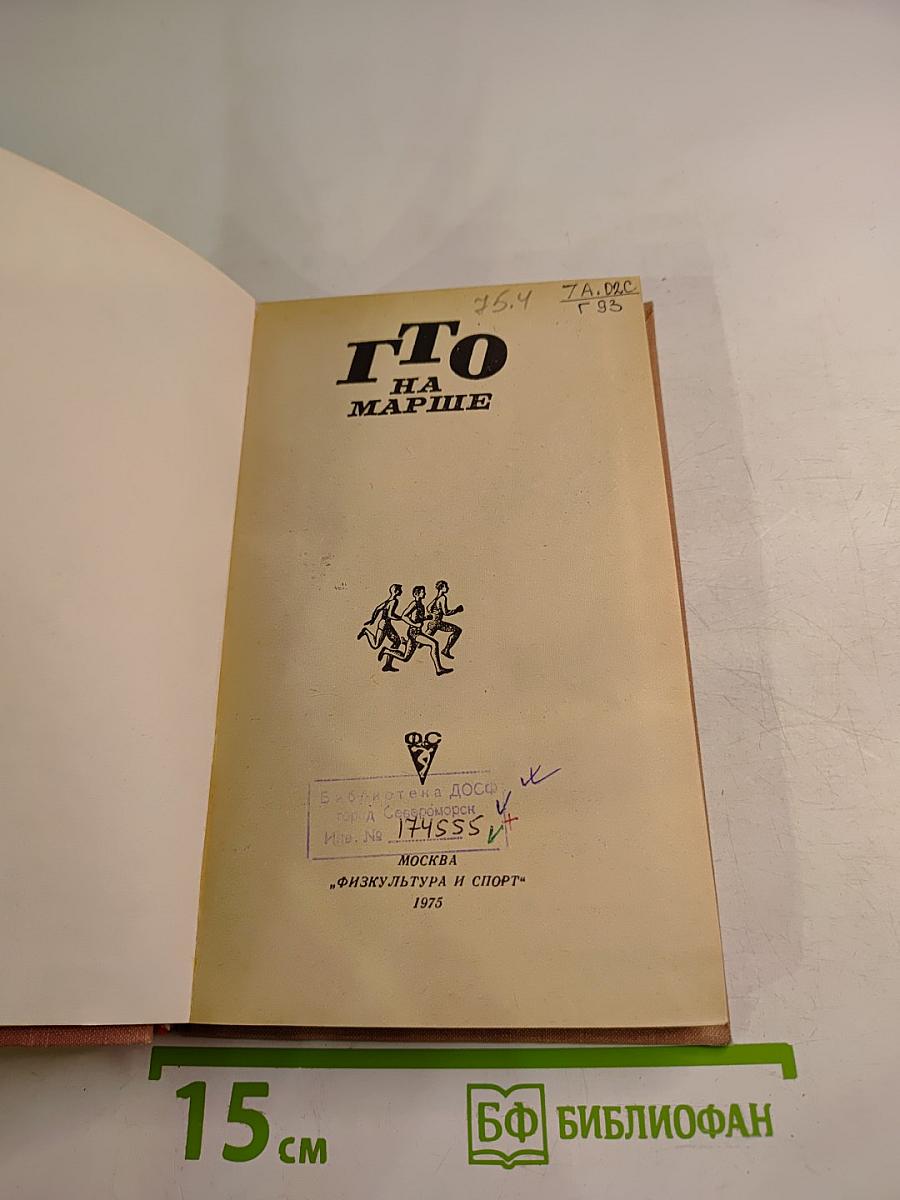 75.4
7А.02С
Г 93
ГТО
НА
МАРШЕ
ФС
Библиотека ДОСФ
город Североморск
Инв. № 174555
МОСКВА
„ФИЗКУЛЬТУРА И СПОРТ“
1975
15 см
БФ БИБЛИОФАН